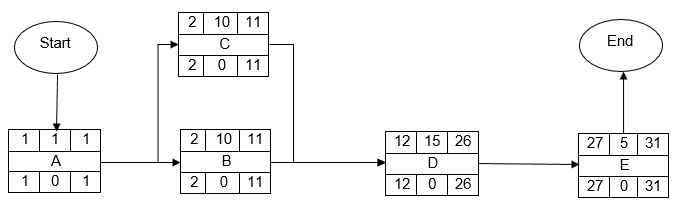 Start
1 1 1
A
1 0 1
2 10 11
C
2 0 11
2 10 11
B
2 0 11
12 15 26
D
12 0 26
End
27 5 31
E
27 0 31